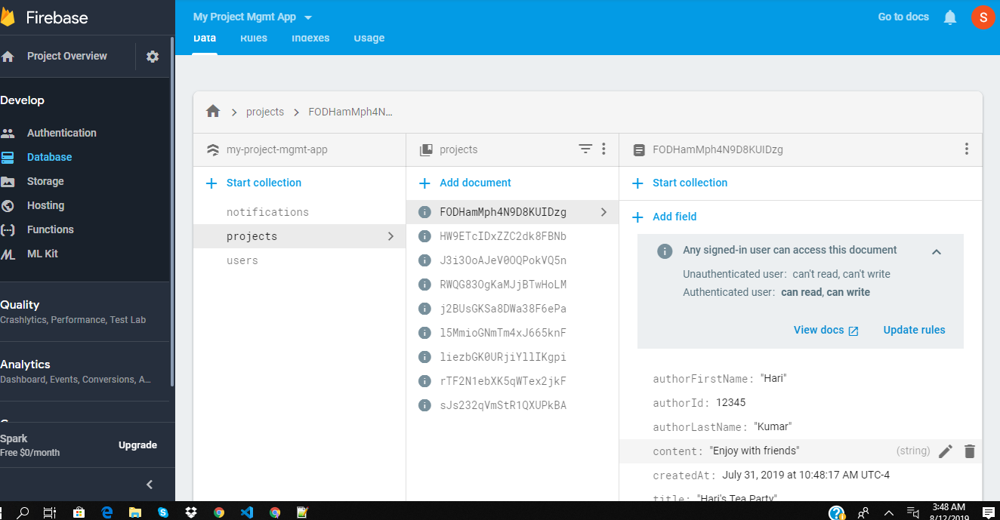 Firebase
My Project Mgmt App
Go to docs
S
Data Rules Indexes Usage
Project Overview
Develop
Authentication
Database
Storage
Hosting
Functions
ML Kit
Quality
Crashlytics, Performance, Test Lab
Analytics
Dashboard, Events, Conversions, A...
Spark
Free $0/month
Upgrade
projects
FODHamMph4N...
my-project-mgmt-app
Start collection
notifications
projects
users
projects
Add document
FODHamMph4N9D8KUIDzg
HW9ETcIDxZZC2dk8FBNb
J3i3OoAJeV0OQPokVQ5n
RWQG83OgKaMJjBTwHoLM
j2BUsGKSa8DWa38F6ePa
l5MmioGNmTm4xJ665knF
liezbGK0URjiYllIKgpi
rTF2N1ebXK5qWTex2jkF
sJs232qVmStR1QXUPkBA
FODHamMph4N9D8KUIDzg
Start collection
Add field
Any signed-in user can access this document
Unauthenticated user: can't read, can't write
Authenticated user: can read, can write
View docs
Update rules
authorFirstName: "Hari"
authorId: 12345
authorLastName: "Kumar"
content: "Enjoy with friends" (string)
createdAt: July 31, 2019 at 10:48:17 AM UTC-4
title: "Hari's Tea Party"
3:48 AM
8/12/2019